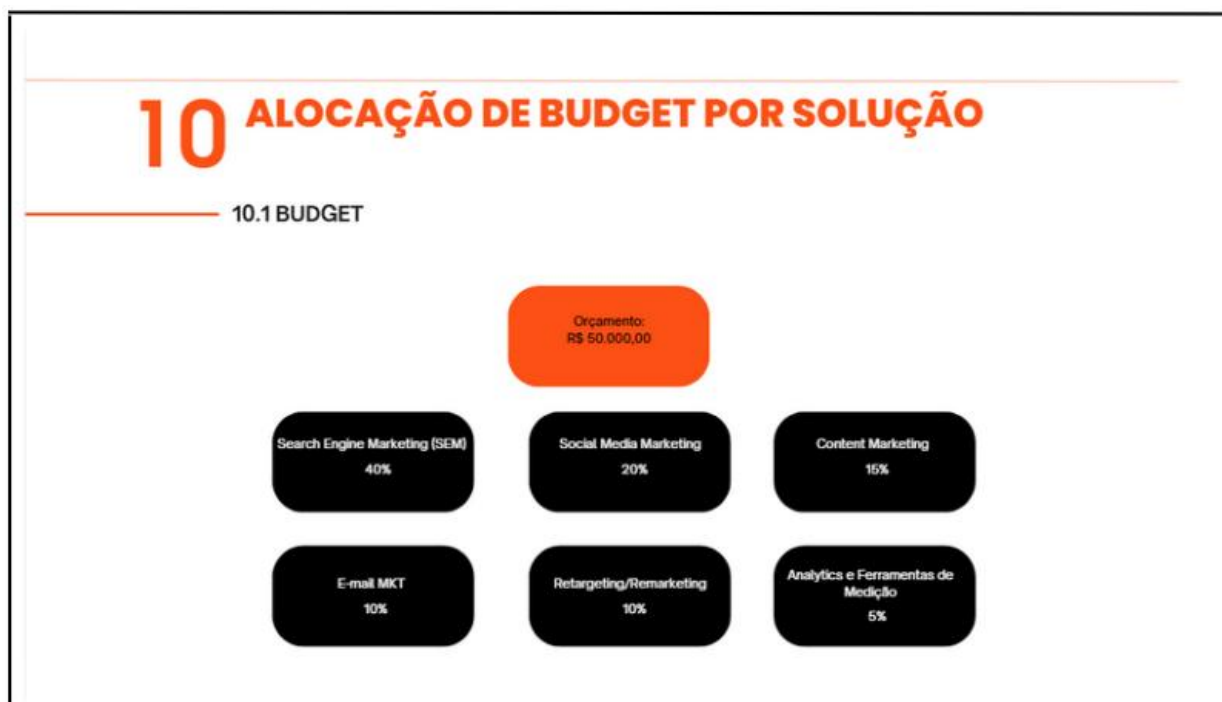 10 ALOCAÇÃO DE BUDGET POR SOLUÇÃO
10.1 BUDGET
Orçamento:
R$ 50.000,00
Search Engine Marketing (SEM)
40%
Social Media Marketing
20%
Content Marketing
15%
E-mail MKT
10%
Retargeting/Remarketing
10%
Analytics e Ferramentas de
Medição
5%